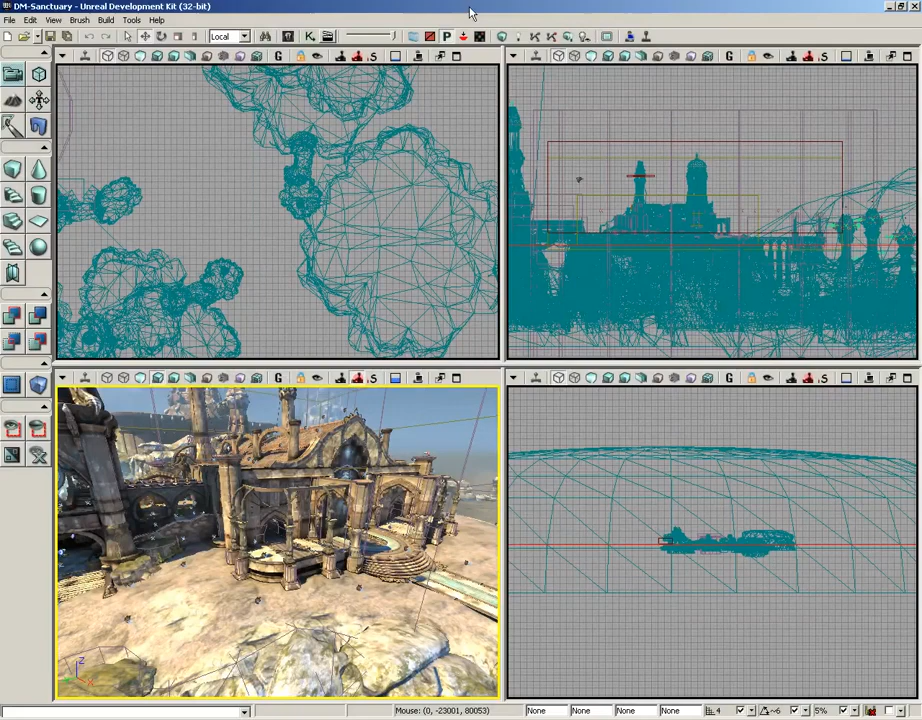 DM-Sanctuary - Unreal Development Kit (32-bit)
File Edit View Brush Build Tools Help
Local P
G S
G S
G S
G S
Z
X
Mouse: (0, -23001, 80053) None None None None 4 ~6 5%